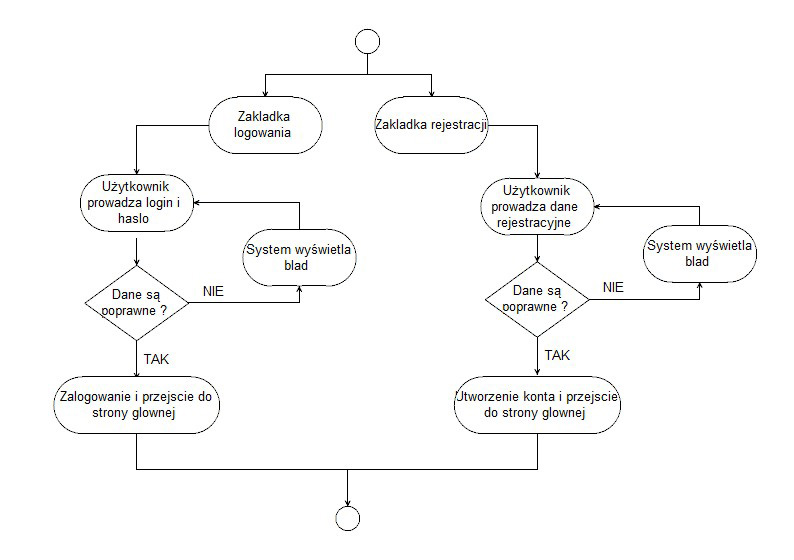 Zakladka
logowania
Zakladka rejestracji
Użytkownik
prowadza login i
haslo
System wyświetla
blad
Dane są
poprawne ?
NIE
TAK
Zalogowanie i przejscie do
strony glownej
Użytkownik
prowadza dane
rejestracyjne
System wyświetla
blad
Dane są
poprawne ?
NIE
TAK
Utworzenie konta i przejscie
do strony glownej